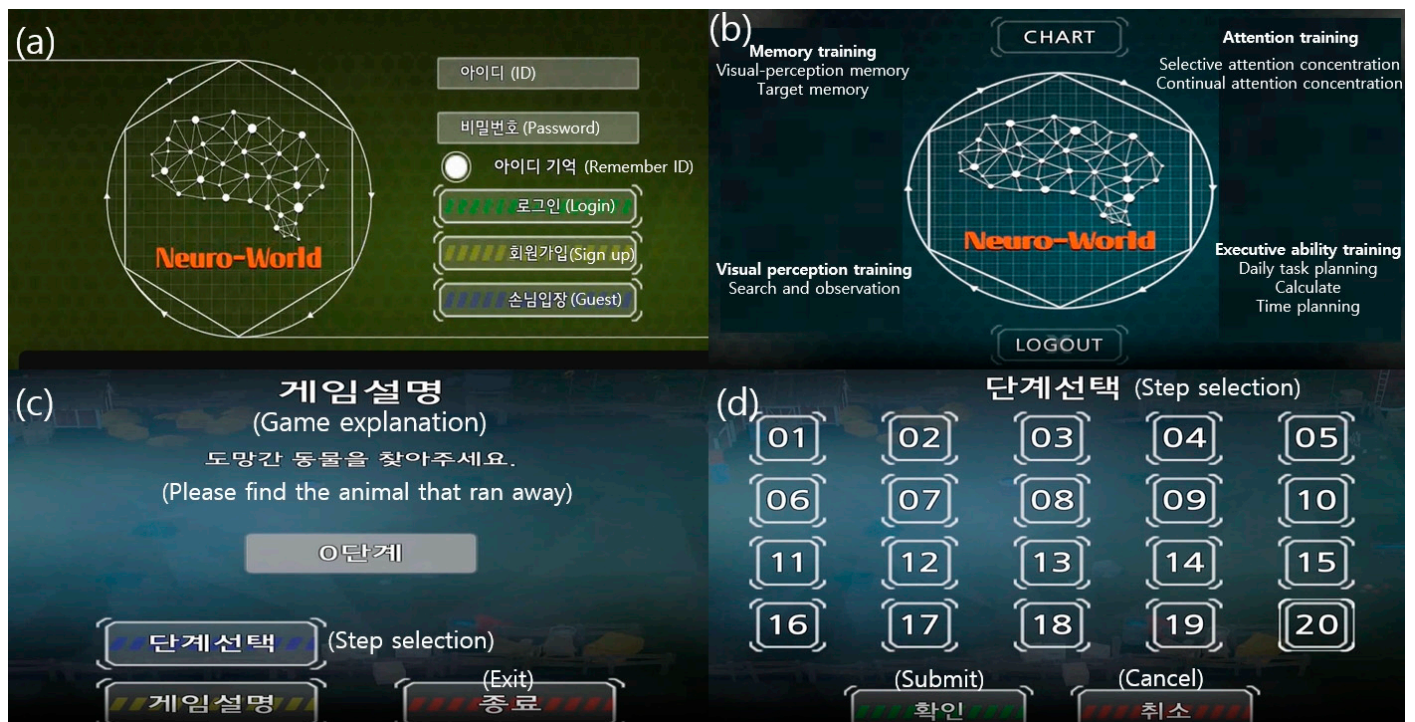 (a)
아이디 (ID)
비밀번호 (Password)
아이디 기억 (Remember ID)
로그인 (Login)
회원가입 (Sign up)
손님입장 (Guest)
Neuro-World
(b)
CHART
Memory training
Visual-perception memory
Target memory
Attention training
Selective attention concentration
Continual attention concentration
Neuro-World
Visual perception training
Search and observation
Executive ability training
Daily task planning
Calculate
Time planning
LOGOUT
(c)
게임설명
(Game explanation)
도망간 동물을 찾아주세요.
(Please find the animal that ran away)
0단계
단계선택 (Step selection)
게임설명
(Exit)
종료
(d)
단계선택 (Step selection)
01 02 03 04 05
06 07 08 09 10
11 12 13 14 15
16 17 18 19 20
(Submit) (Cancel)
확인 취소